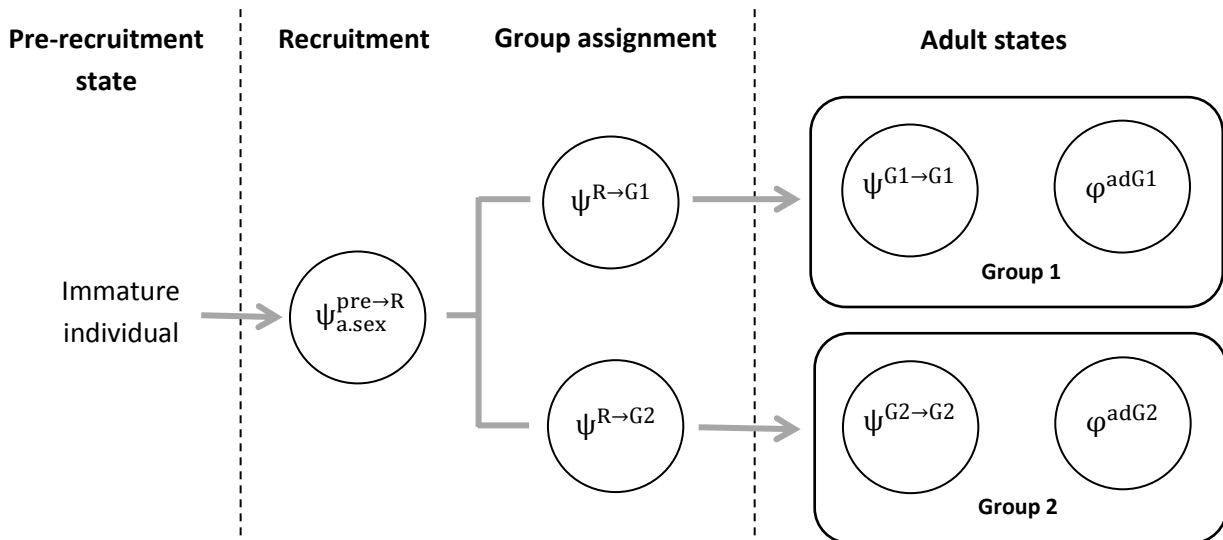 Pre-recruitment
state
Recruitment
Group assignment
Adult states
Immature
individual
ψ^{pre→R}_{a.sex}
ψ^{R→G1}
ψ^{R→G2}
ψ^{G1→G1}
φ^{adG1}
Group 1
ψ^{G2→G2}
φ^{adG2}
Group 2